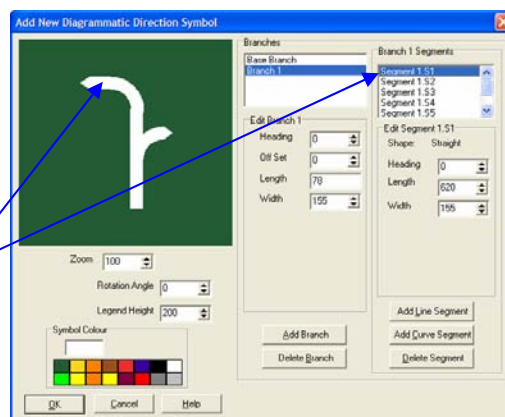 Add New Diagrammatic Direction Symbol
Branches
Base Branch
Branch 1
Edit Branch 1
Heading 0
Off Set 0
Length 78
Width 155
Add Branch
Delete Branch
Branch 1 Segments
Segment 1.S1
Segment 1.S2
Segment 1.S3
Segment 1.S4
Segment 1.S5
Edit Segment 1.S1
Shape: Straight
Heading 0
Length 620
Width 155
Add Line Segment
Add Curve Segment
Delete Segment
Zoom 100
Rotation Angle 0
Legend Height 200
Symbol Colour
OK Cancel Help